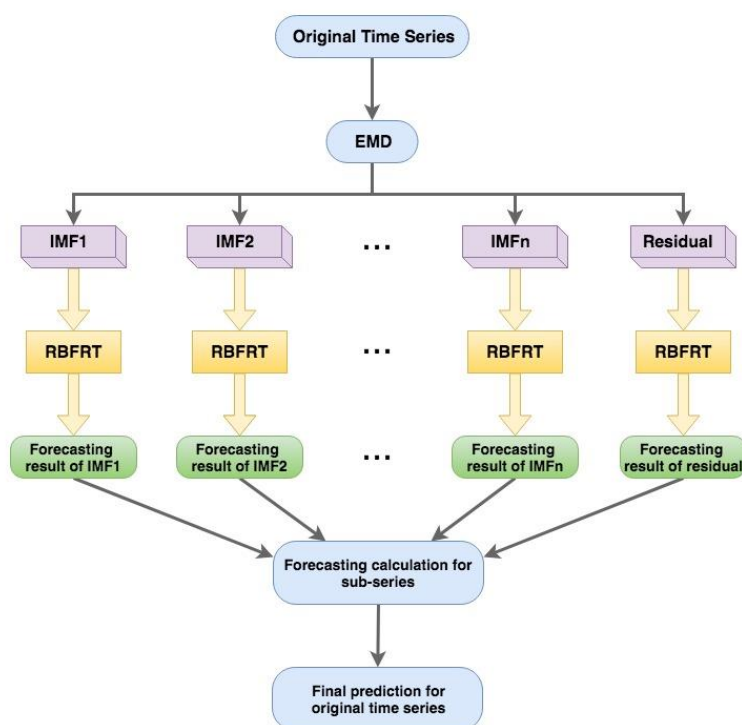 Original Time Series
EMD
IMF1
IMF2
...
IMFn
Residual
RBFRT
RBFRT
...
RBFRT
RBFRT
Forecasting
result of IMF1
Forecasting
result of IMF2
...
Forecasting
result of IMFn
Forecasting
result of residual
Forecasting calculation for
sub-series
Final prediction for
original time series